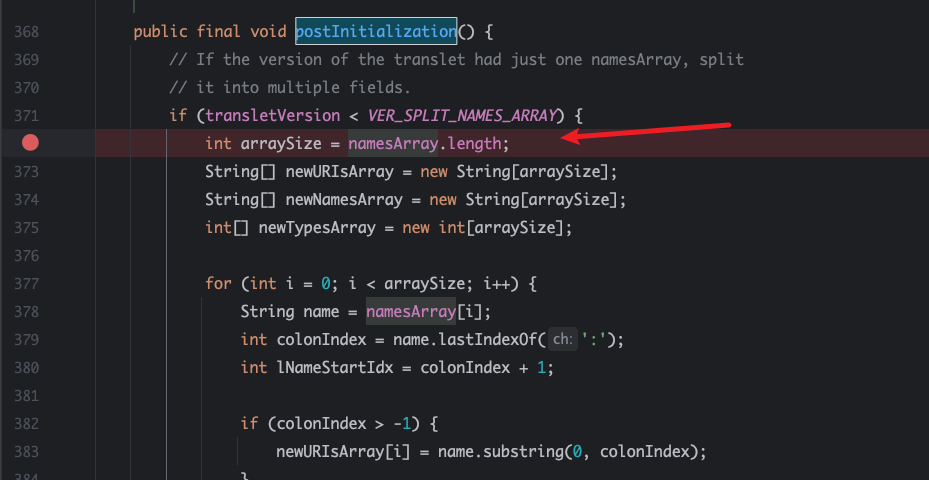 368 public final void postInitialization() {
369 // If the version of the translet had just one namesArray, split
370 // it into multiple fields.
371 if (transletVersion < VER_SPLIT_NAMES_ARRAY) {
int arraySize = namesArray.length;
373 String[] newURIsArray = new String[arraySize];
374 String[] newNamesArray = new String[arraySize];
375 int[] newTypesArray = new int[arraySize];
376
377 for (int i = 0; i < arraySize; i++) {
378 String name = namesArray[i];
379 int colonIndex = name.lastIndexOf( ch: ':');
380 int lNameStartIdx = colonIndex + 1;
381
382 if (colonIndex > -1) {
383 newURIsArray[i] = name.substring(0, colonIndex);
384 }